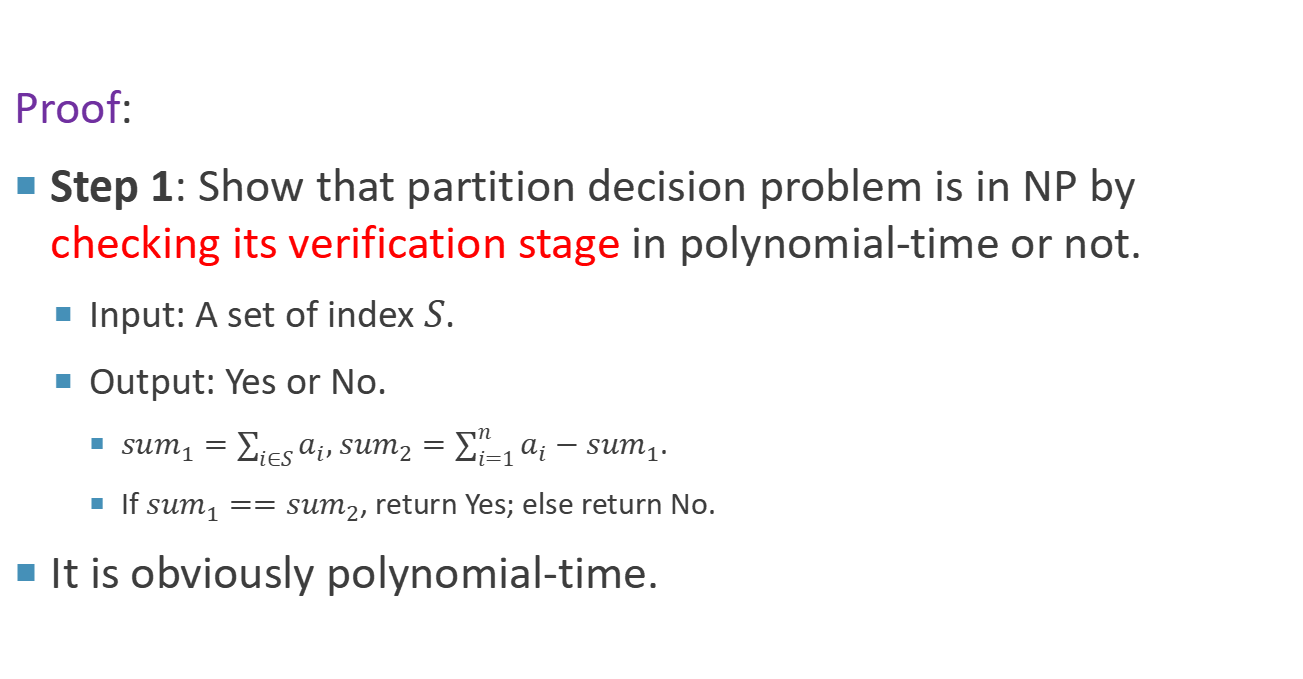 Proof:
▪ Step 1: Show that partition decision problem is in NP by
checking its verification stage in polynomial-time or not.
▪ Input: A set of index 𝑆.
▪ Output: Yes or No.
▪ 𝑠𝑢𝑚₁ = ∑_{𝑖∈𝑆} 𝑎ᵢ, 𝑠𝑢𝑚₂ = ∑_{𝑖=1}^{𝑛} 𝑎ᵢ − 𝑠𝑢𝑚₁.
▪ If 𝑠𝑢𝑚₁ == 𝑠𝑢𝑚₂, return Yes; else return No.
▪ It is obviously polynomial-time.